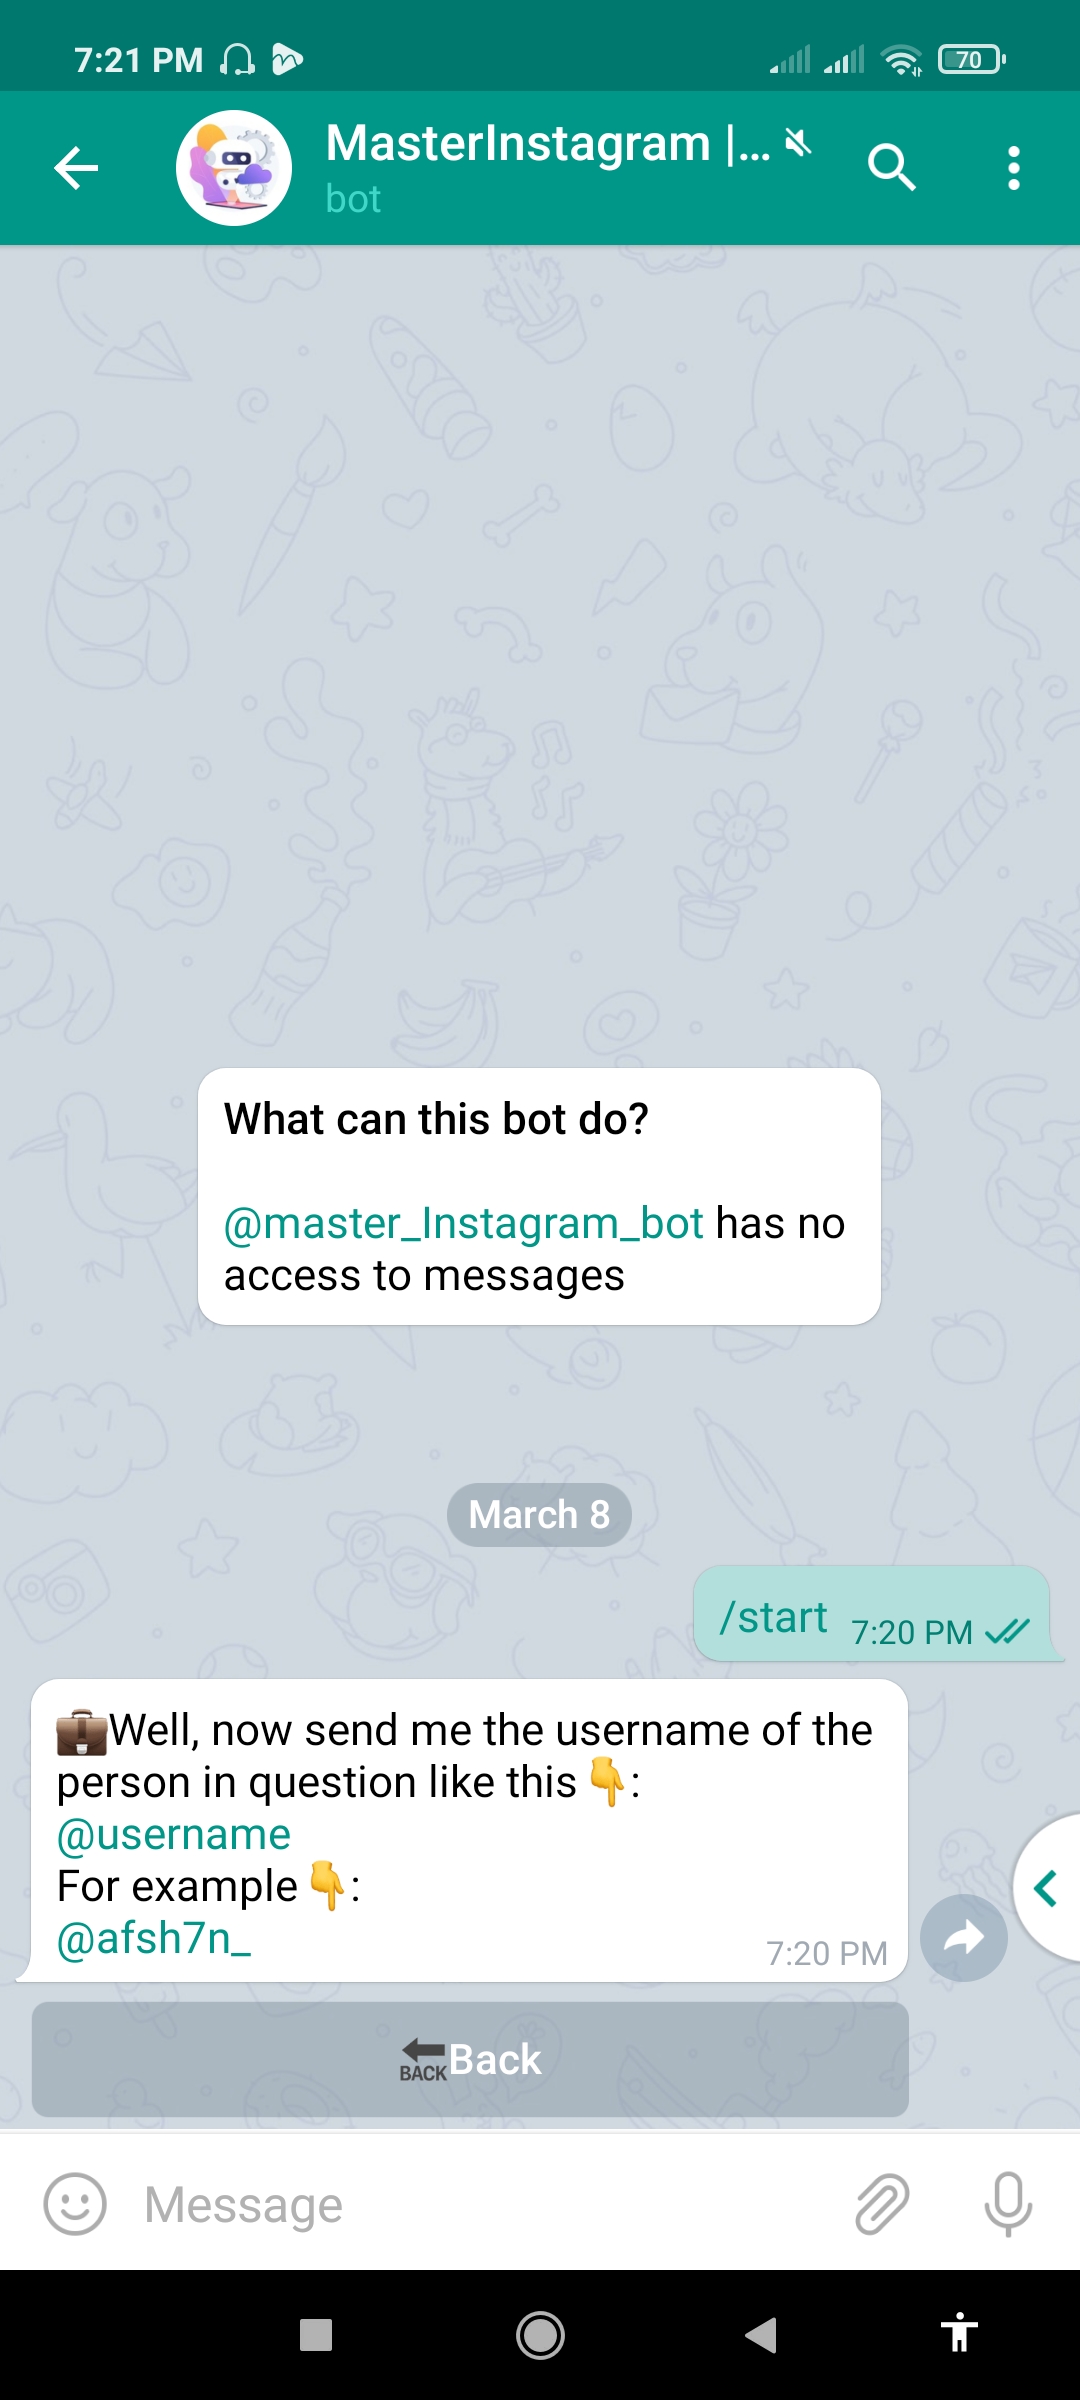 7:21 PM
70
MasterInstagram |...
bot
What can this bot do?
@master_Instagram_bot has no
access to messages
March 8
/start 7:20 PM
💼Well, now send me the username of the
person in question like this👇:
@username
For example👇:
@afsh7n_
7:20 PM
🔙Back
Message